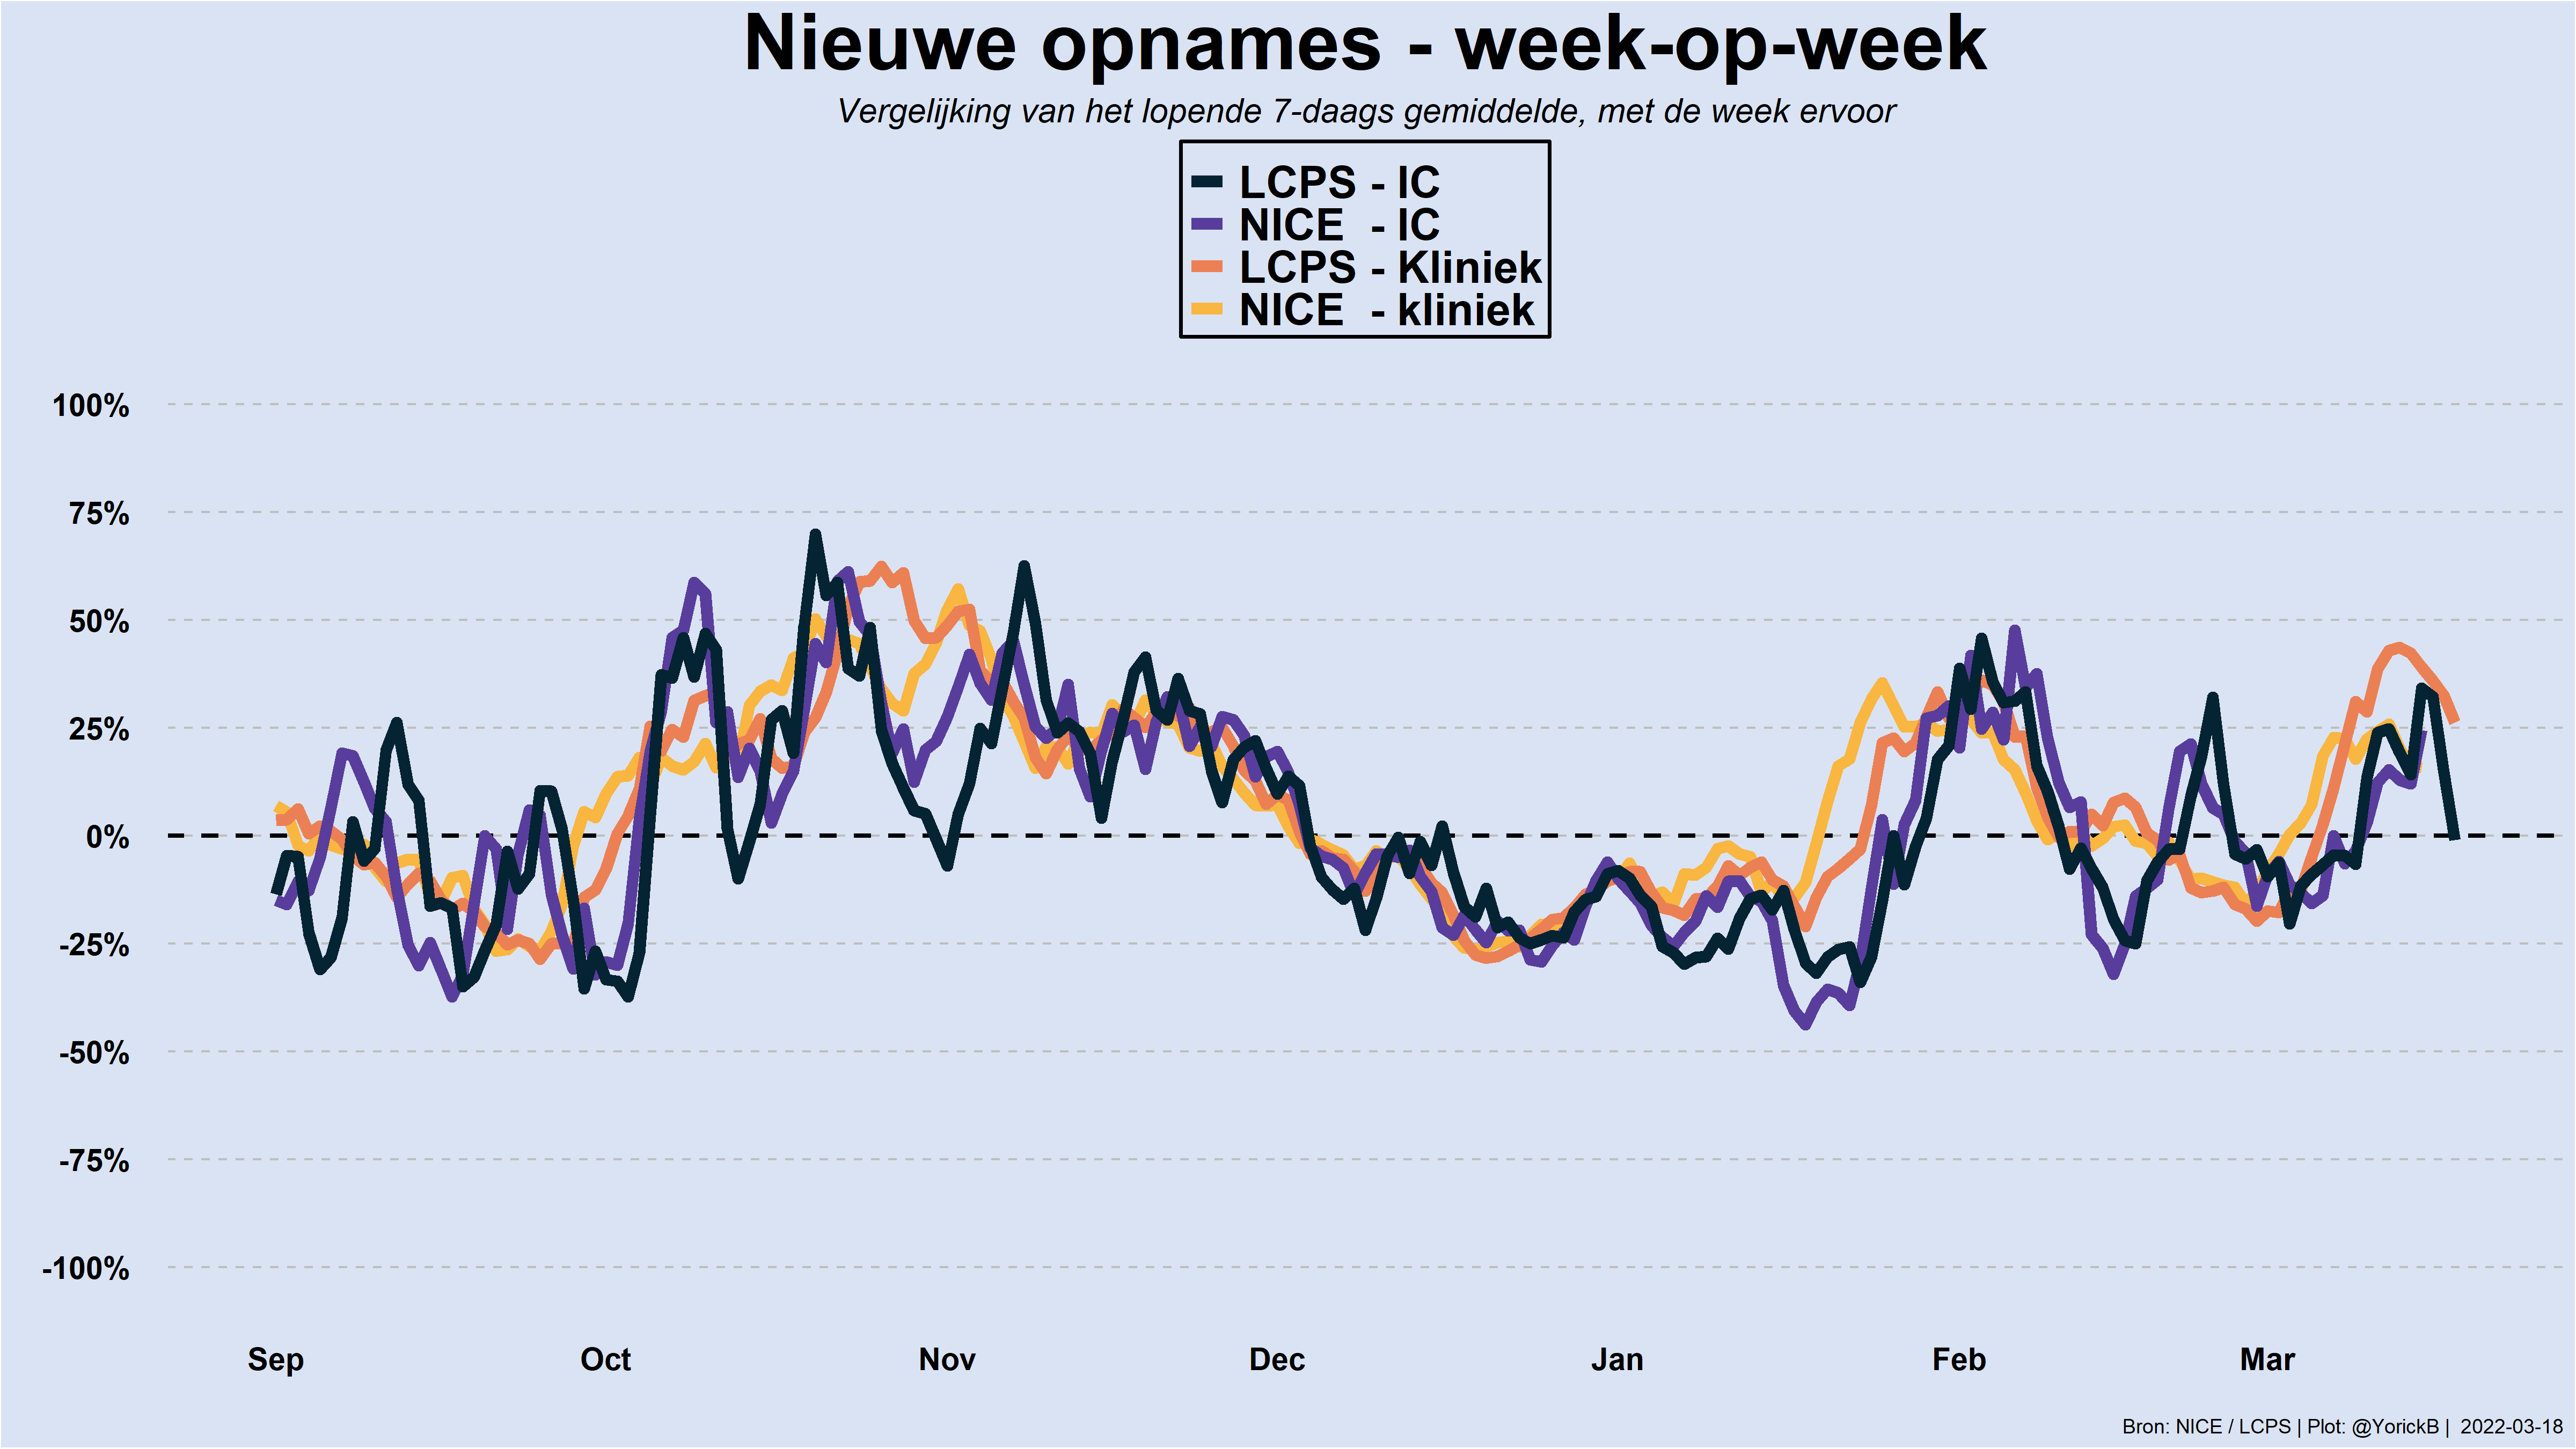 Nieuwe opnames - week-op-week
Vergelijking van het lopende 7-daags gemiddelde, met de week ervoor
LCPS - IC
NICE - IC
LCPS - Kliniek
NICE - kliniek
100%
75%
50%
25%
0%
-25%
-50%
-75%
-100%
Sep Oct Nov Dec Jan Feb Mar
Bron: NICE / LCPS | Plot: @YorickB | 2022-03-18